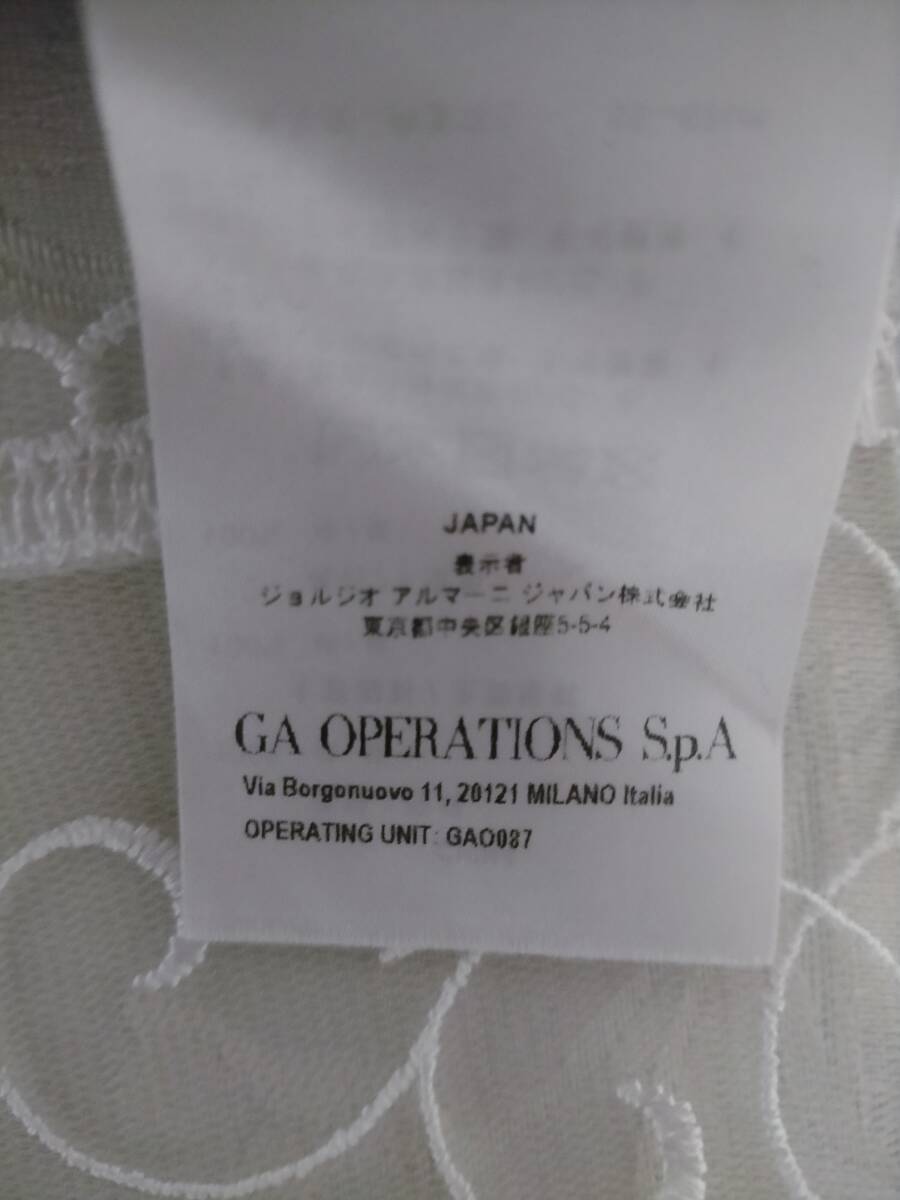 JAPAN
表示者
ジョルジオ アルマーニ ジャパン株式会社
東京都中央区銀座5-5-4
GA OPERATIONS S.p.A
Via Borgonuovo 11, 20121 MILANO Italia
OPERATING UNIT: GAO087